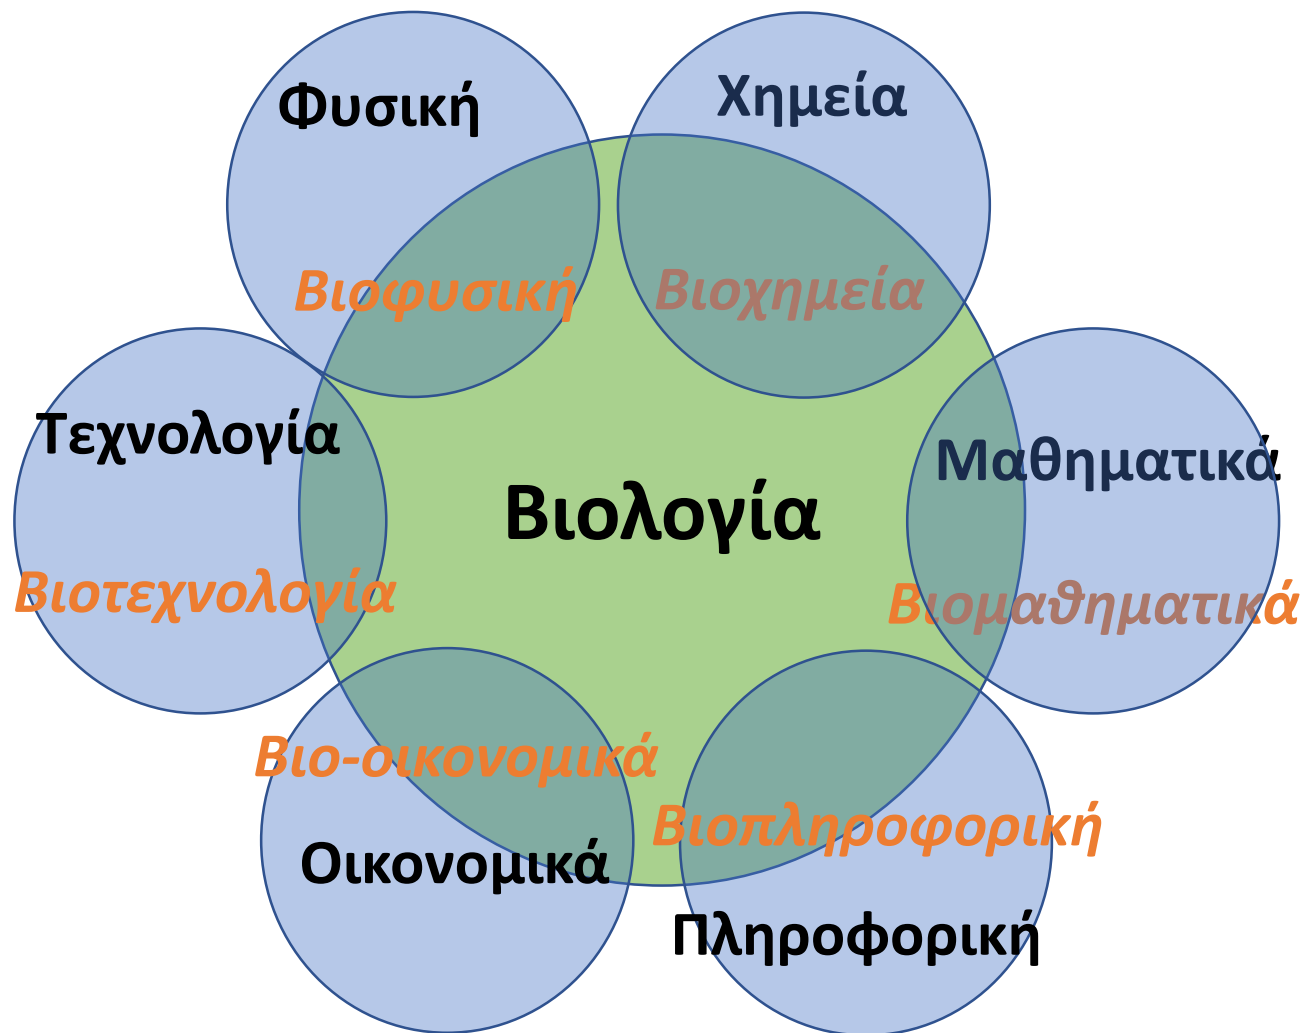 Φυσική
Χημεία
Βιοφυσική
Βιοχημεία
Τεχνολογία
Μαθηματικά
Βιολογία
Βιοτεχνολογία
Βιομαθηματικά
Βιο-οικονομικά
Βιοπληροφορική
Οικονομικά
Πληροφορική